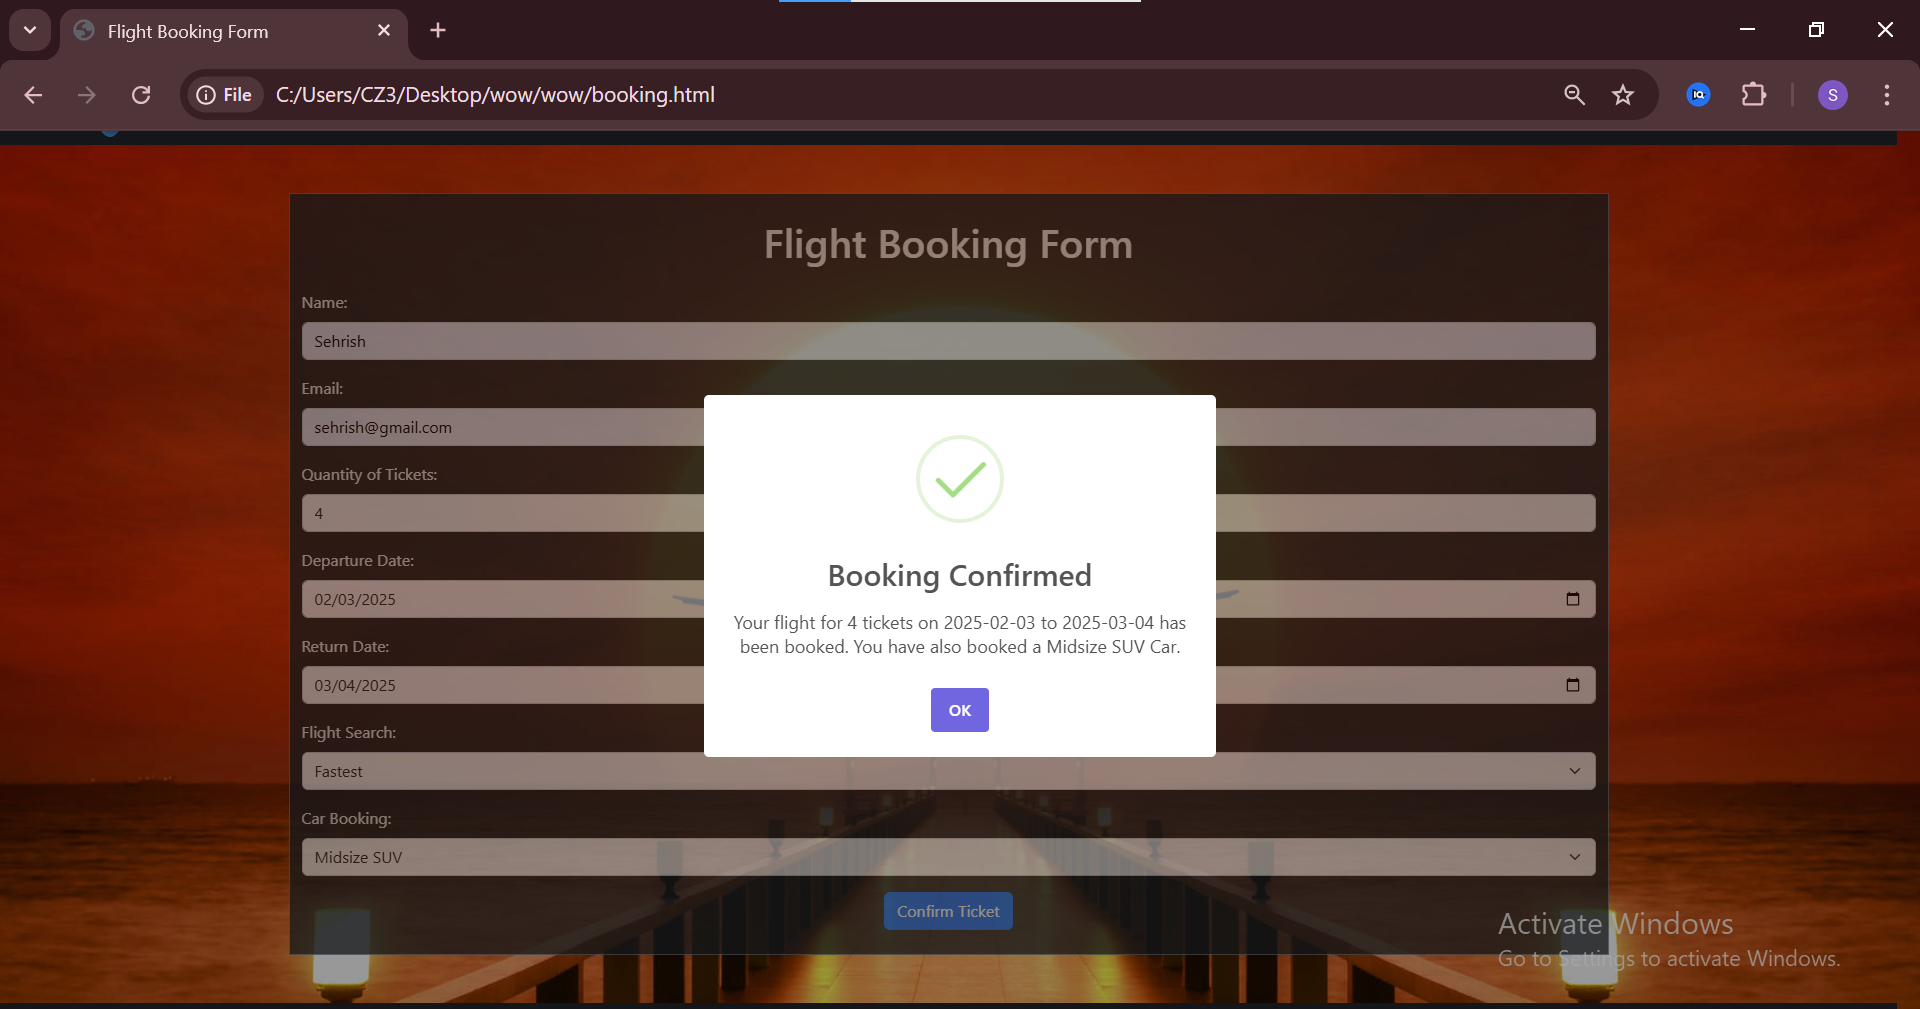 Flight Booking Form
File
C:/Users/CZ3/Desktop/wow/wow/booking.html
IQ
S
Flight Booking Form
Name:
Sehrish
Email:
sehrish@gmail.com
Quantity of Tickets:
4
Departure Date:
02/03/2025
Return Date:
03/04/2025
Flight Search:
Fastest
Car Booking:
Midsize SUV
Confirm Ticket
Booking Confirmed
Your flight for 4 tickets on 2025-02-03 to 2025-03-04 has
been booked. You have also booked a Midsize SUV Car.
OK
Activate Windows
Go to Settings to activate Windows.